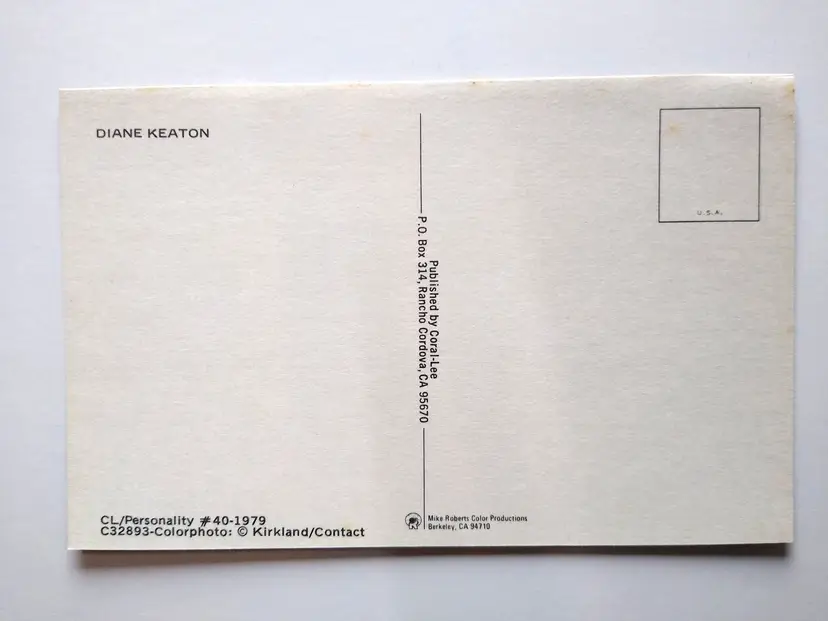 DIANE KEATON
U.S.A.
Published by Coral-Lee
P.O. Box 314, Rancho Cordova, CA 95670
CL/Personality #40-1979
C32893-Colorphoto: © Kirkland/Contact
Mike Roberts Color Productions
Berkeley, CA 94710